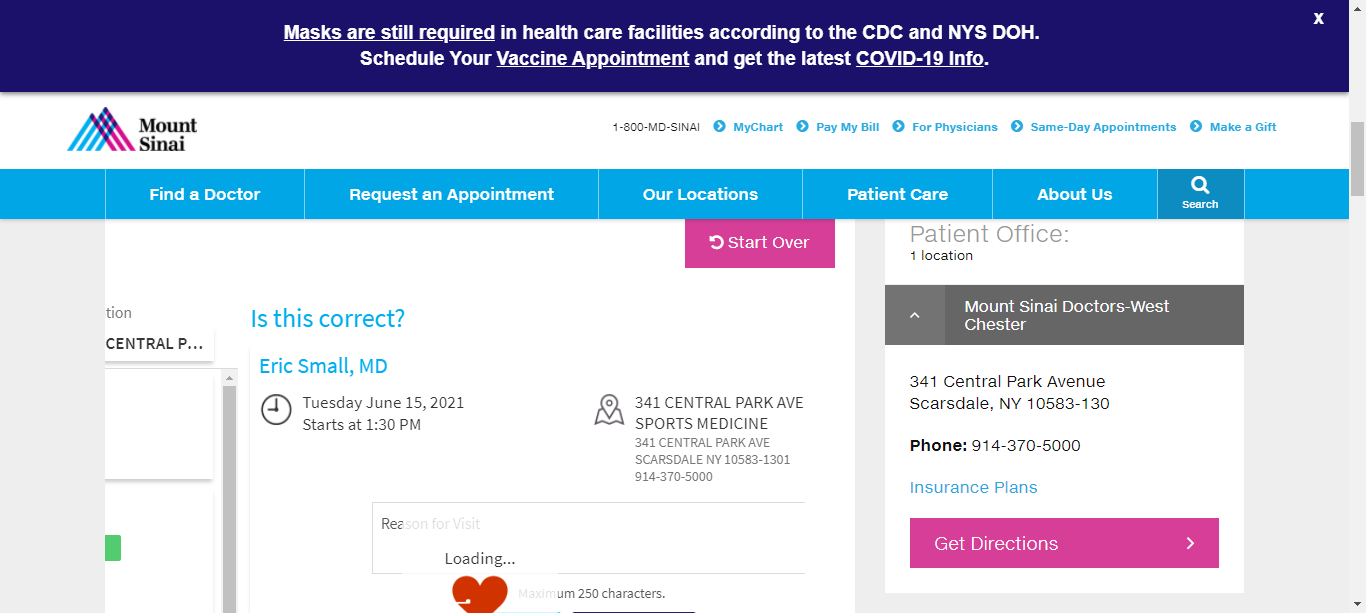 Masks are still required in health care facilities according to the CDC and NYS DOH.
Schedule Your Vaccine Appointment and get the latest COVID-19 Info.
X
Mount
Sinai
1-800-MD-SINAI
MyChart
Pay My Bill
For Physicians
Same-Day Appointments
Make a Gift
Find a Doctor
Request an Appointment
Our Locations
Patient Care
About Us
Search
Start Over
tion
CENTRAL P...
Is this correct?
Eric Small, MD
Tuesday June 15, 2021
Starts at 1:30 PM
341 CENTRAL PARK AVE
SPORTS MEDICINE
341 CENTRAL PARK AVE
SCARSDALE NY 10583-1301
914-370-5000
Reason for Visit
Loading...
Maximum 250 characters.
Patient Office:
1 location
Mount Sinai Doctors-West
Chester
341 Central Park Avenue
Scarsdale, NY 10583-130
Phone: 914-370-5000
Insurance Plans
Get Directions